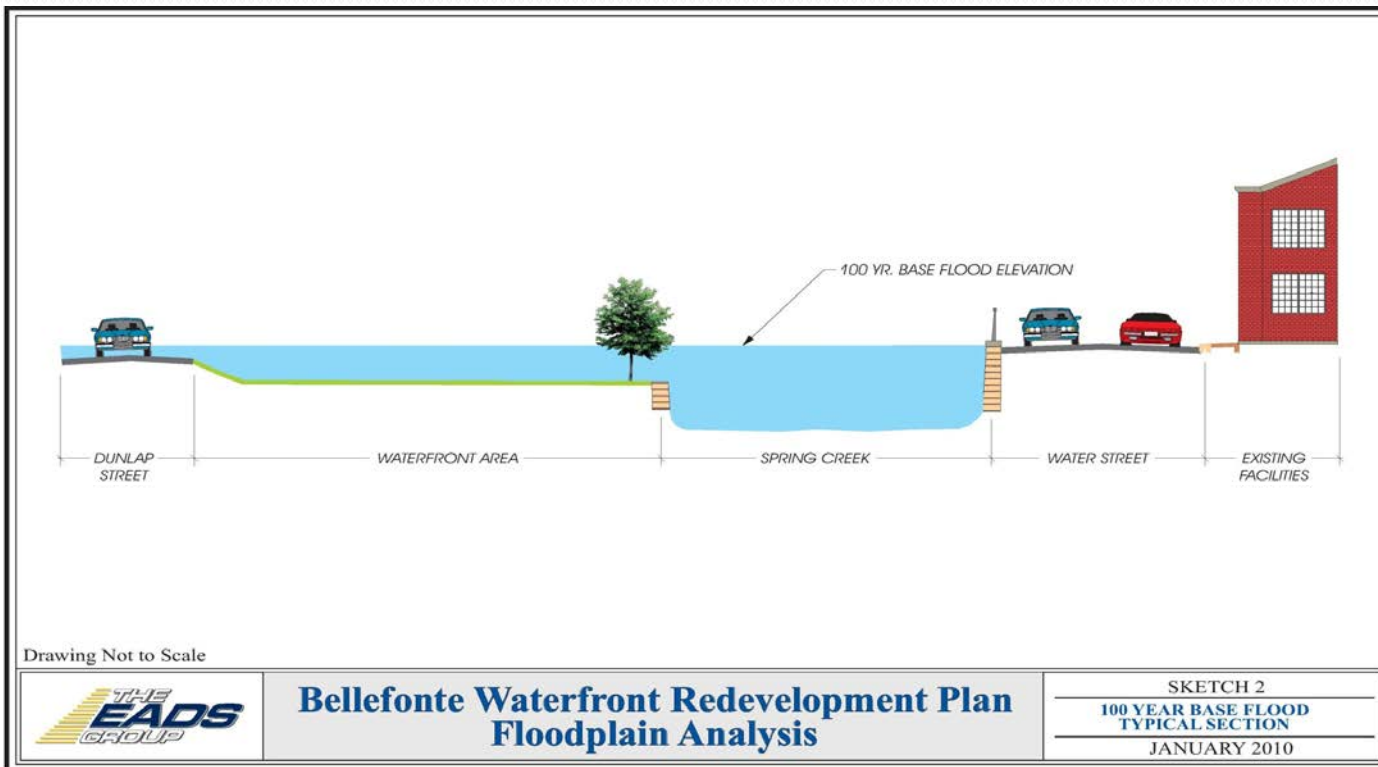 100 YR. BASE FLOOD ELEVATION
DUNLAP
STREET
WATERFRONT AREA
SPRING CREEK
WATER STREET
EXISTING
FACILITIES
Drawing Not to Scale
THE
EADS
GROUP
Bellefonte Waterfront Redevelopment Plan
Floodplain Analysis
SKETCH 2
100 YEAR BASE FLOOD
TYPICAL SECTION
JANUARY 2010